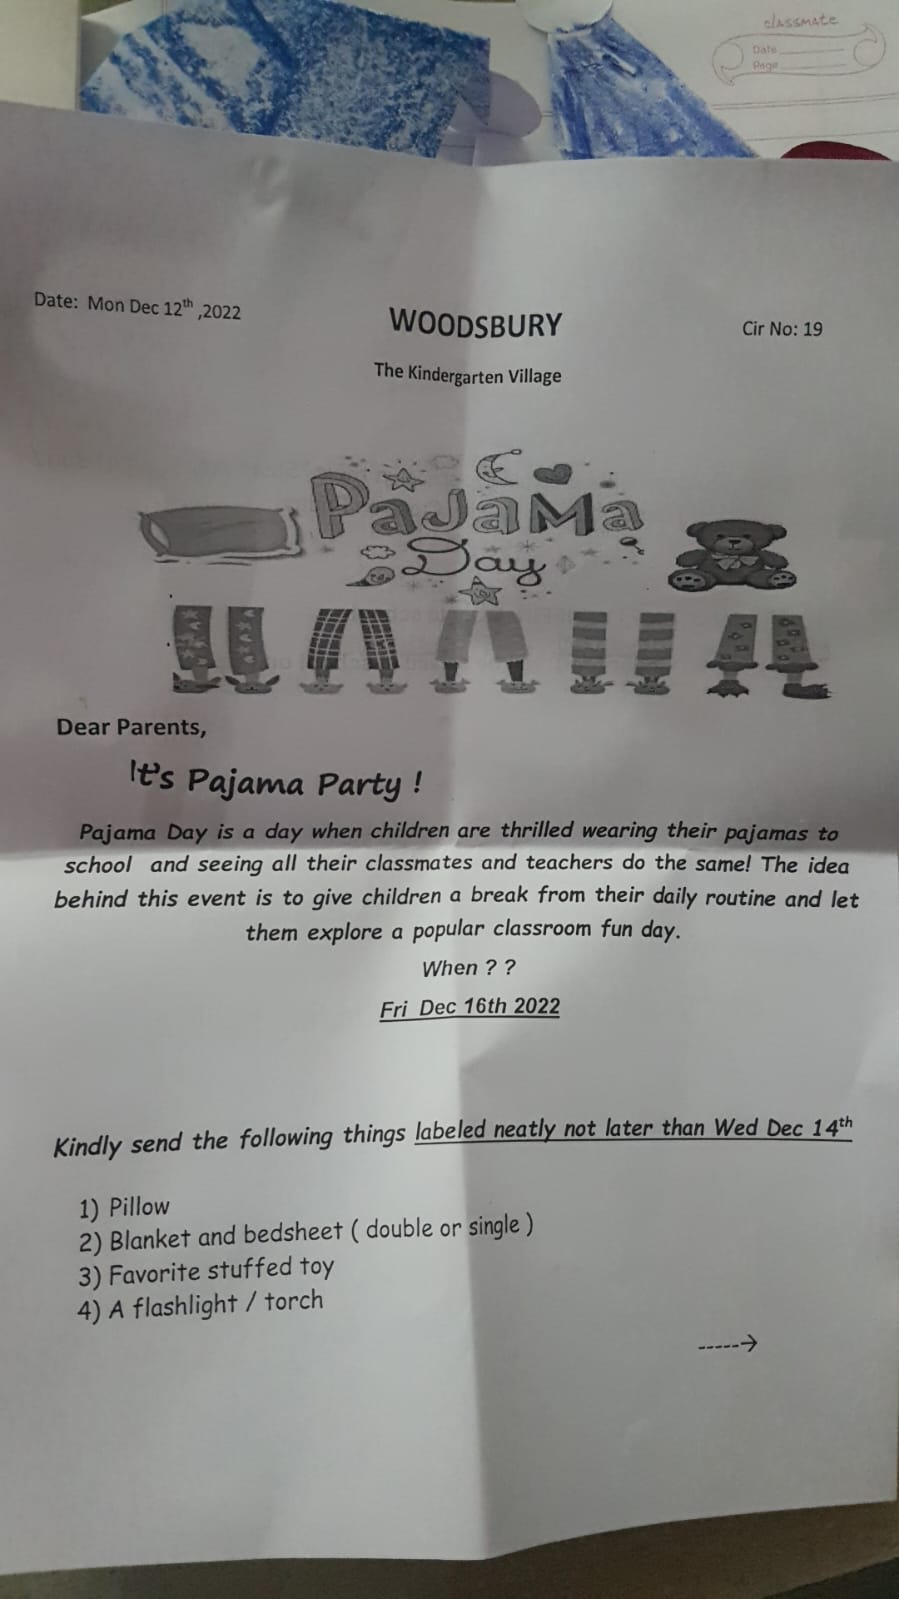 classmate
Date
Page
Date: Mon Dec 12th ,2022
WOODSBURY
Cir No: 19
The Kindergarten Village
Pajama
Day
Dear Parents,
It's Pajama Party !
Pajama Day is a day when children are thrilled wearing their pajamas to
school and seeing all their classmates and teachers do the same! The idea
behind this event is to give children a break from their daily routine and let
them explore a popular classroom fun day.
When ? ?
Fri Dec 16th 2022
Kindly send the following things labeled neatly not later than Wed Dec 14th
1) Pillow
2) Blanket and bedsheet ( double or single )
3) Favorite stuffed toy
4) A flashlight / torch
-----→